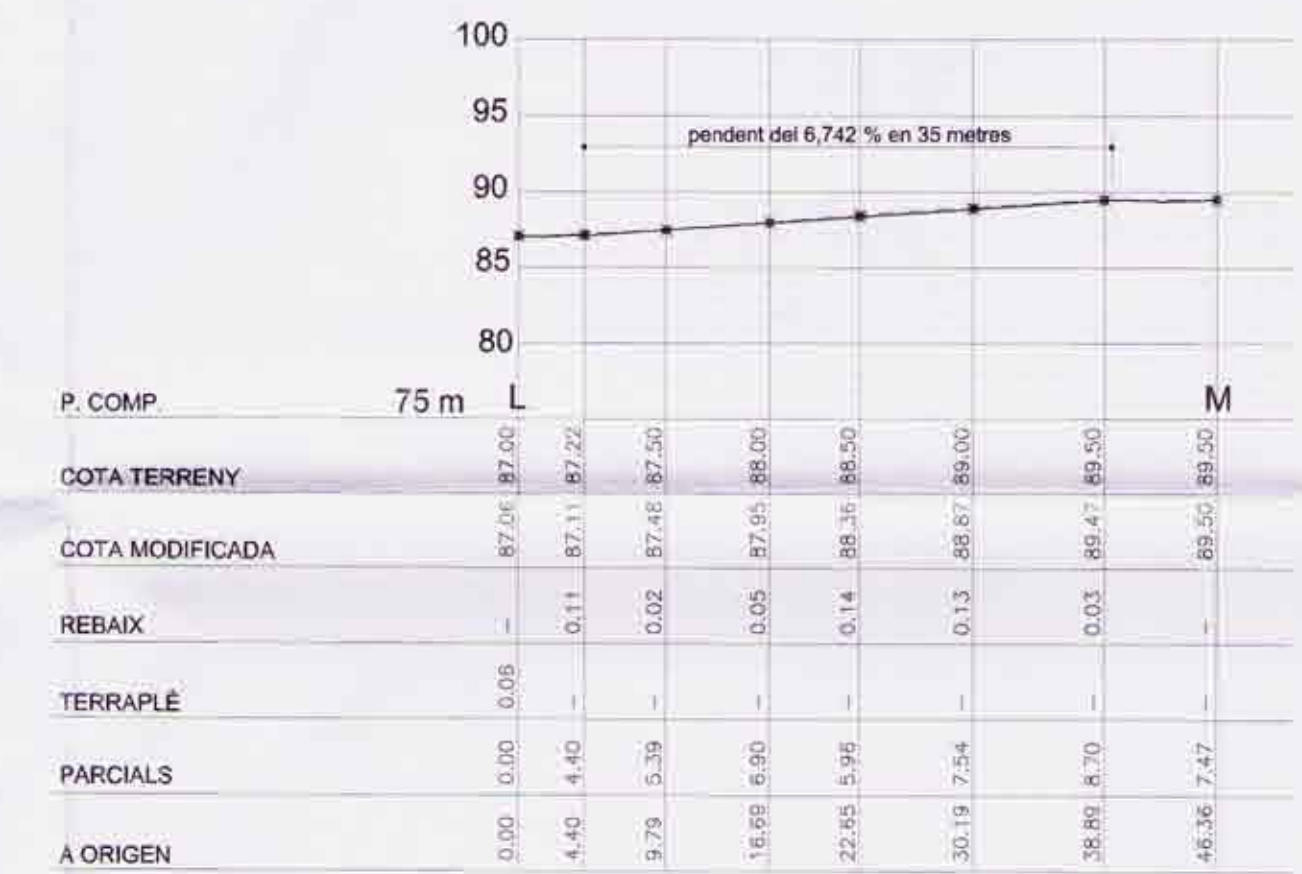 100
95
pendent del 6,742 % en 35 metres
90
85
80
P. COMP. 75 m L M
COTA TERRENY 87.00 87.22 87.50 88.00 88.50 89.00 89.50 89.50
COTA MODIFICADA 87.06 87.11 87.48 87.95 88.36 88.87 89.47 89.50
REBAIX - 0.11 0.02 0.05 0.14 0.13 0.03 -
TERRAPLÈ 0.06 - - - - - - -
PARCIALS 0.00 4.40 5.39 6.90 5.96 7.54 8.70 7.47
A ORIGEN 0.00 4.40 9.79 16.69 22.65 30.19 38.89 46.36